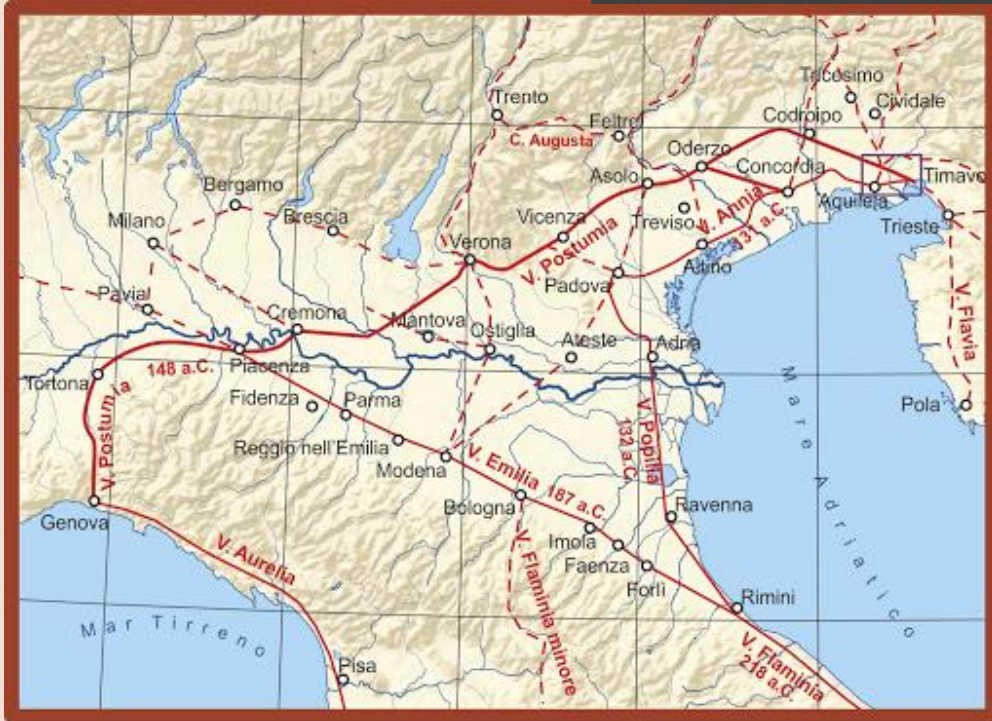 Tricesimo
Trento
Codroipo
Cividale
Feltre
C. Augusta
Oderzo
Concordia
Asolo
Timavo
Bergamo
Aquileja
Milano
Brescia
Vicenza
Treviso
V. Annia
131 a.C.
Trieste
Verona
V. Postumia
Altino
Padova
Pavia
Cremona
Mantova
Ostiglia
Ateste
Adria
V. Flavia
Piacenza
148 a.C.
Tortona
Fidenza
Parma
V. Postumia
Pola
Reggio nell'Emilia
Modena
V. Popilia
132 a.C.
V. Emilia 187 a.C.
Mare Adriatico
Bologna
Genova
Ravenna
Imola
Faenza
V. Aurelia
V. Flaminia minore
Forlì
Rimini
Mar Tirreno
Pisa
V. Flaminia
218 a.C.